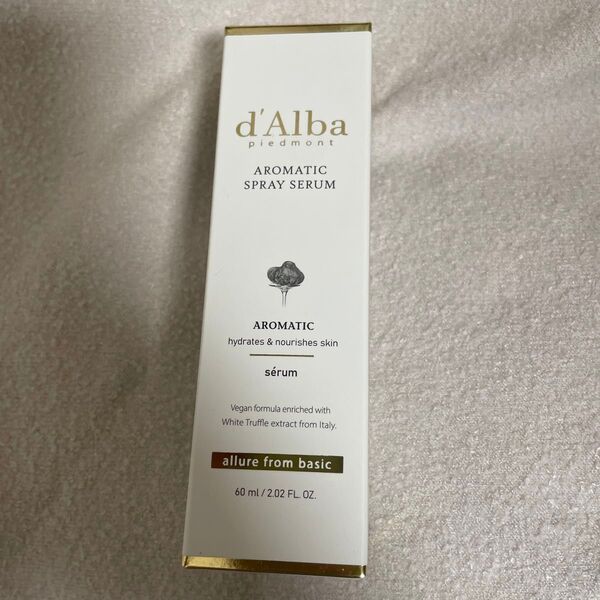 d'Alba
piedmont
AROMATIC
SPRAY SERUM
AROMATIC
hydrates & nourishes skin
sérum
Vegan formula enriched with
White Truffle extract from Italy.
allure from basic
60 ml / 2.02 FL. OZ.